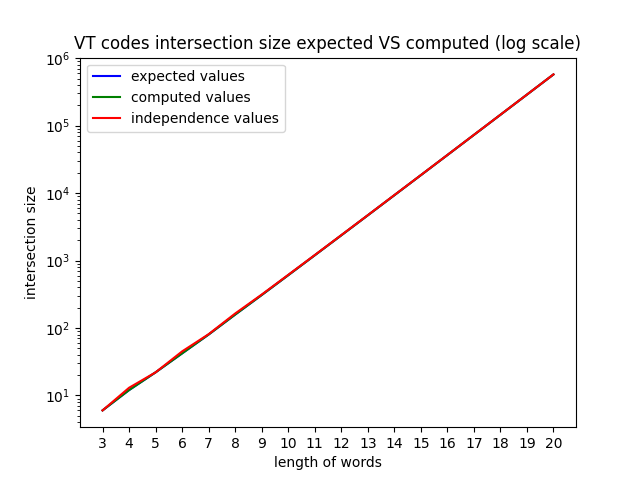 VT codes intersection size expected VS computed (log scale)
expected values
computed values
independence values
10^6
10^5
10^4
10^3
10^2
10^1
intersection size
3 4 5 6 7 8 9 10 11 12 13 14 15 16 17 18 19 20
length of words